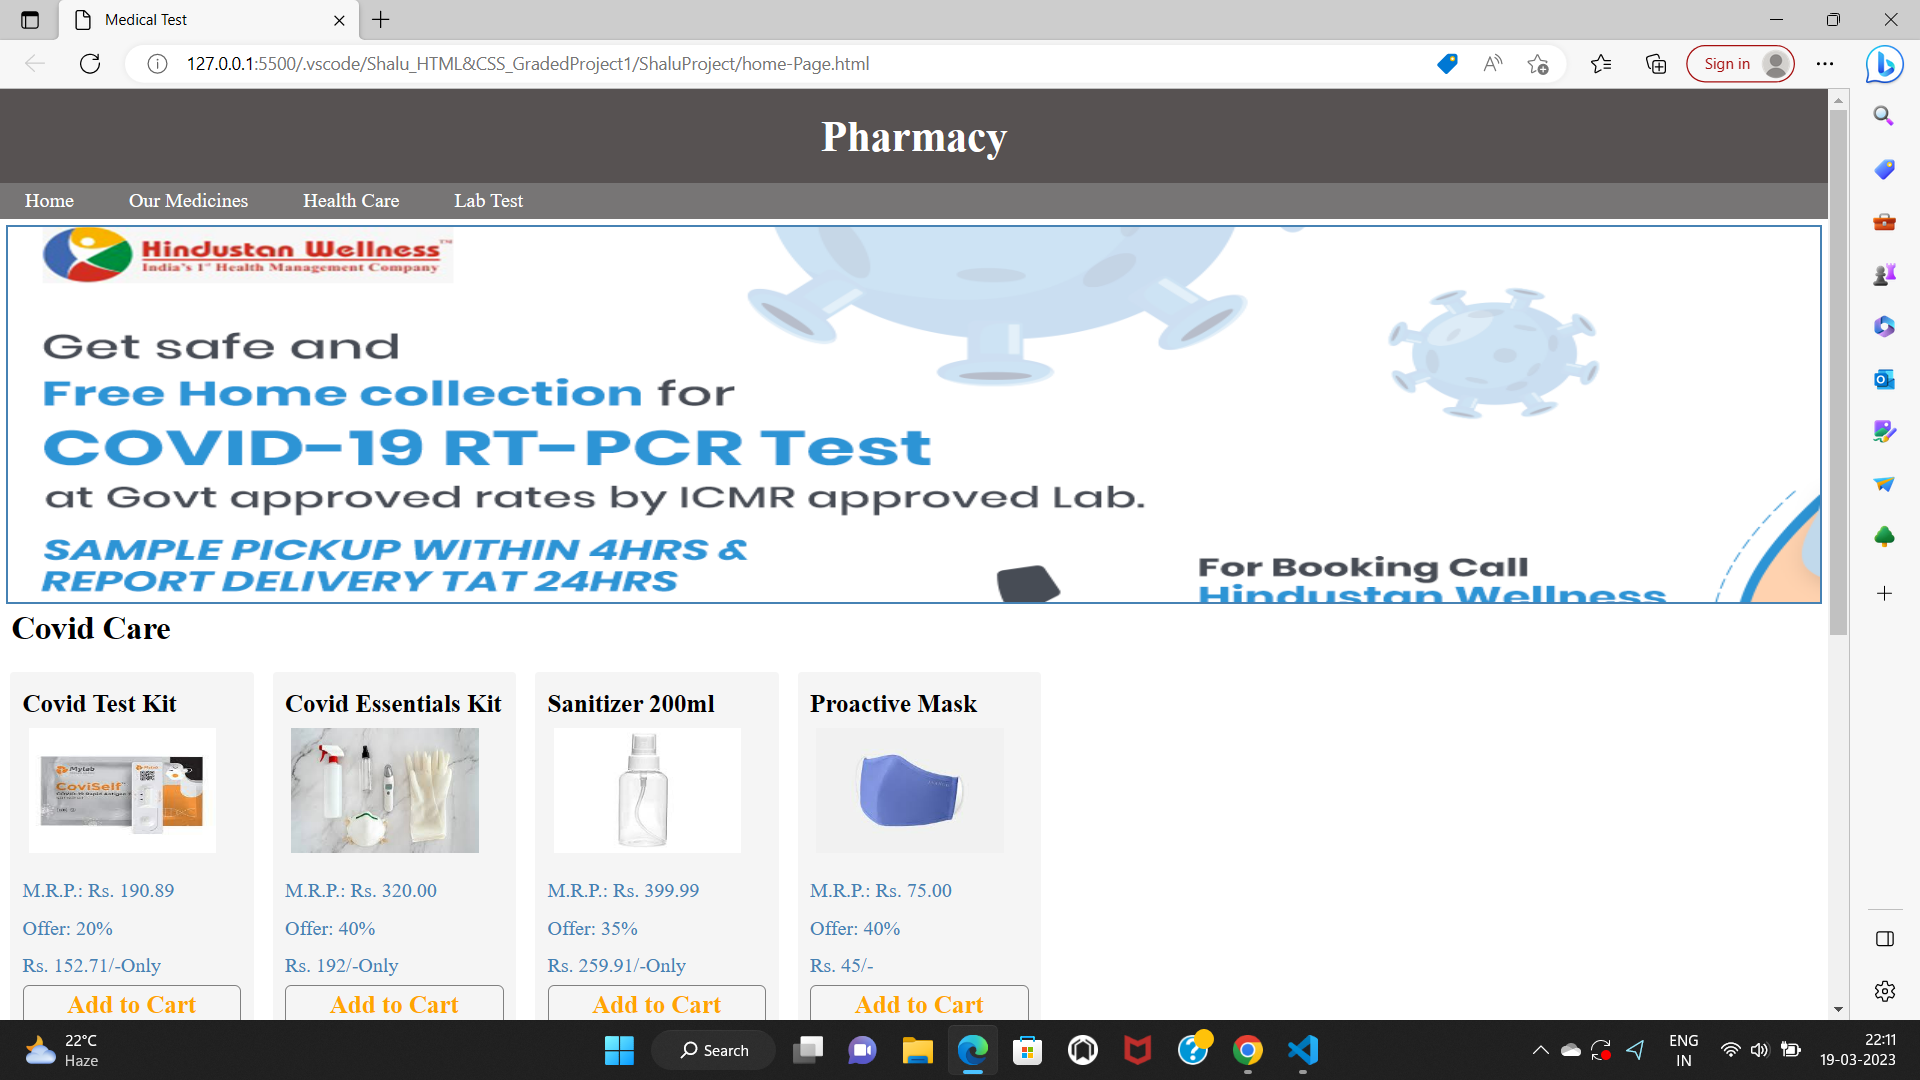 Medical Test
127.0.0.1:5500/.vscode/Shalu_HTML&CSS_GradedProject1/ShaluProject/home-Page.html
Sign in
Pharmacy
Home Our Medicines Health Care Lab Test
Hindustan Wellness™
India's 1st Health Management Company
Get safe and
Free Home collection for
COVID-19 RT-PCR Test
at Govt approved rates by ICMR approved Lab.
SAMPLE PICKUP WITHIN 4HRS &
REPORT DELIVERY TAT 24HRS
For Booking Call
Hindustan Wellness
Covid Care
Covid Test Kit
Mylab
CoviSelf
M.R.P.: Rs. 190.89
Offer: 20%
Rs. 152.71/-Only
Add to Cart
Covid Essentials Kit
M.R.P.: Rs. 320.00
Offer: 40%
Rs. 192/-Only
Add to Cart
Sanitizer 200ml
M.R.P.: Rs. 399.99
Offer: 35%
Rs. 259.91/-Only
Add to Cart
Proactive Mask
M.R.P.: Rs. 75.00
Offer: 40%
Rs. 45/-
Add to Cart
22°C
Haze
Search
ENG
IN
22:11
19-03-2023